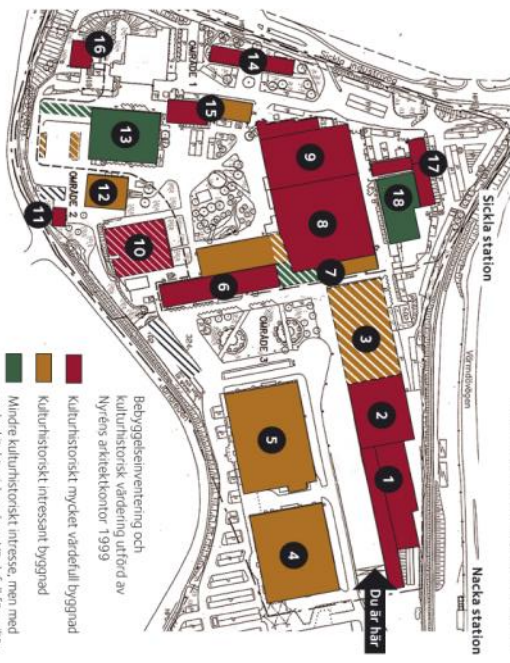 Sickla station
Värmdövägen
Nacka station
Du är här
OMRÅDE 1
OMRÅDE 2
OMRÅDE 3
16
14
15
13
12
11
10
17
18
9
8
7
6
3
2
1
5
4
Bebyggelseinventering och
kulturhistorisk värdering utförd av
Nyréns arkitektkontor 1999
Kulturhistoriskt mycket värdefull byggnad
Kulturhistoriskt intressant byggnad
Mindre kulturhistoriskt intresse, men med